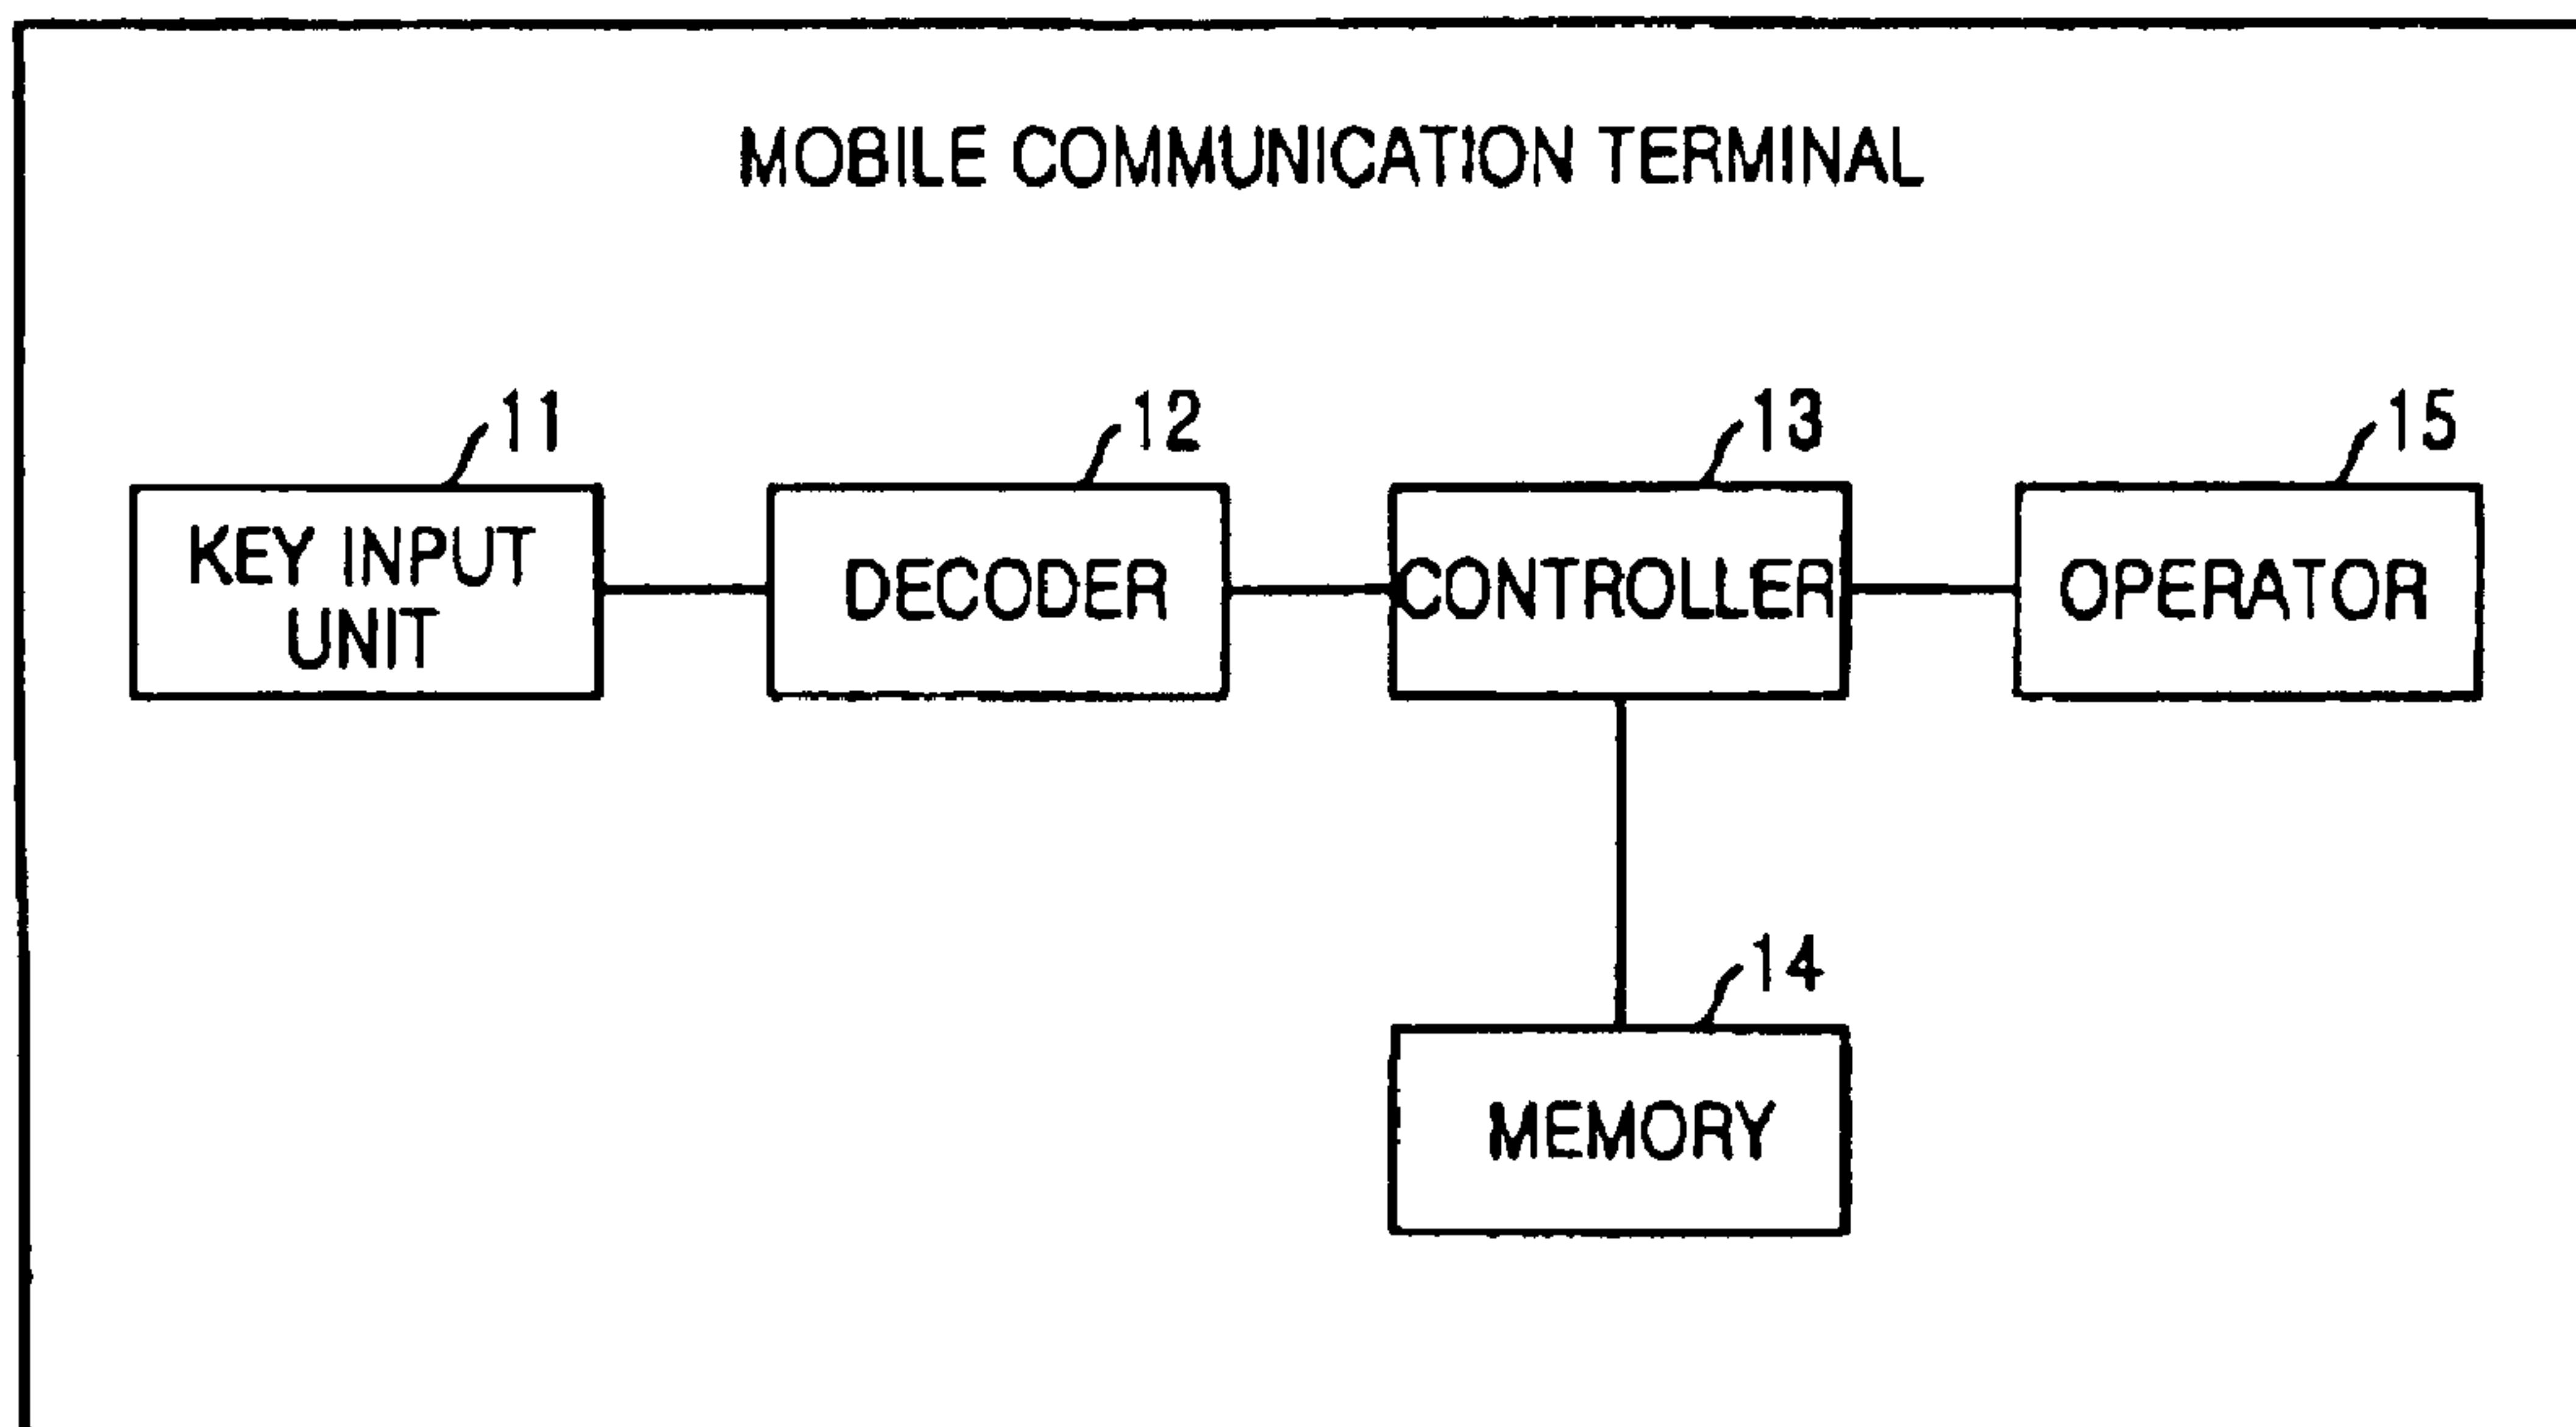 MOBILE COMMUNICATION TERMINAL
11
12
13
15
KEY INPUT
UNIT
DECODER
CONTROLLER
OPERATOR
14
MEMORY